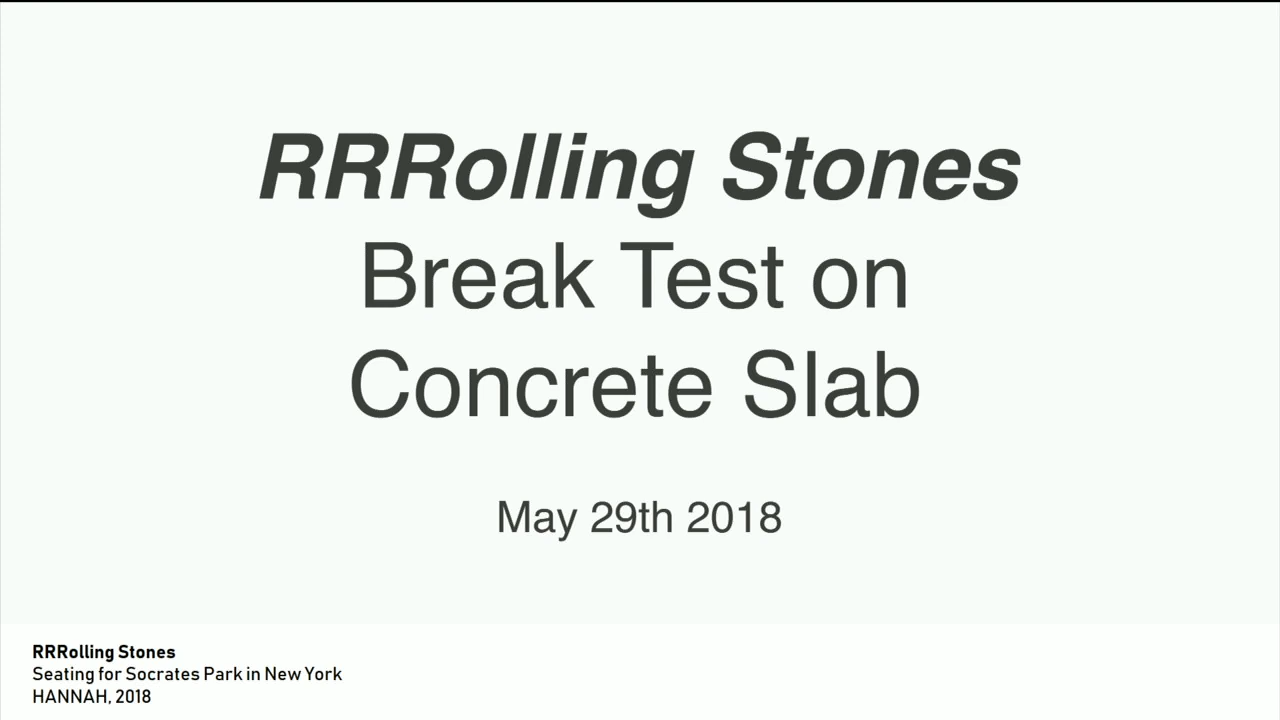 RRRolling Stones
Break Test on
Concrete Slab
May 29th 2018
RRRolling Stones
Seating for Socrates Park in New York
HANNAH, 2018